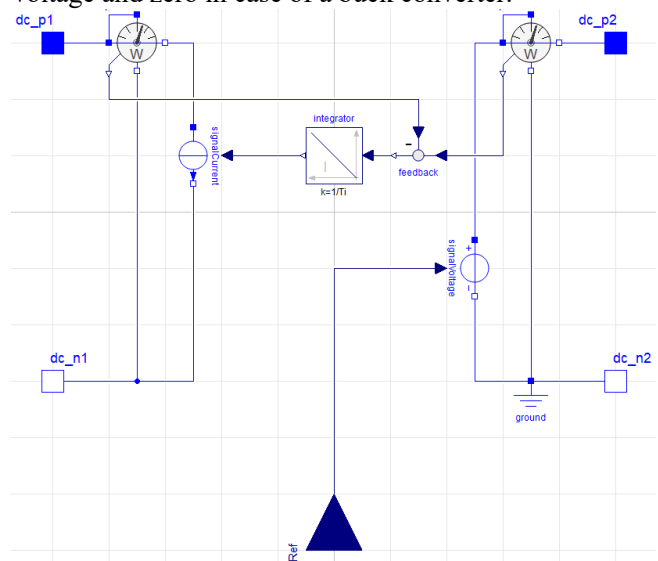 voltage and zero in case of a buck converter.
dc_p1
dc_p2
W
W
integrator
signalCurrent
I
feedback
k=1/Ti
signalVoltage
+
−
dc_n1
dc_n2
ground
Ref